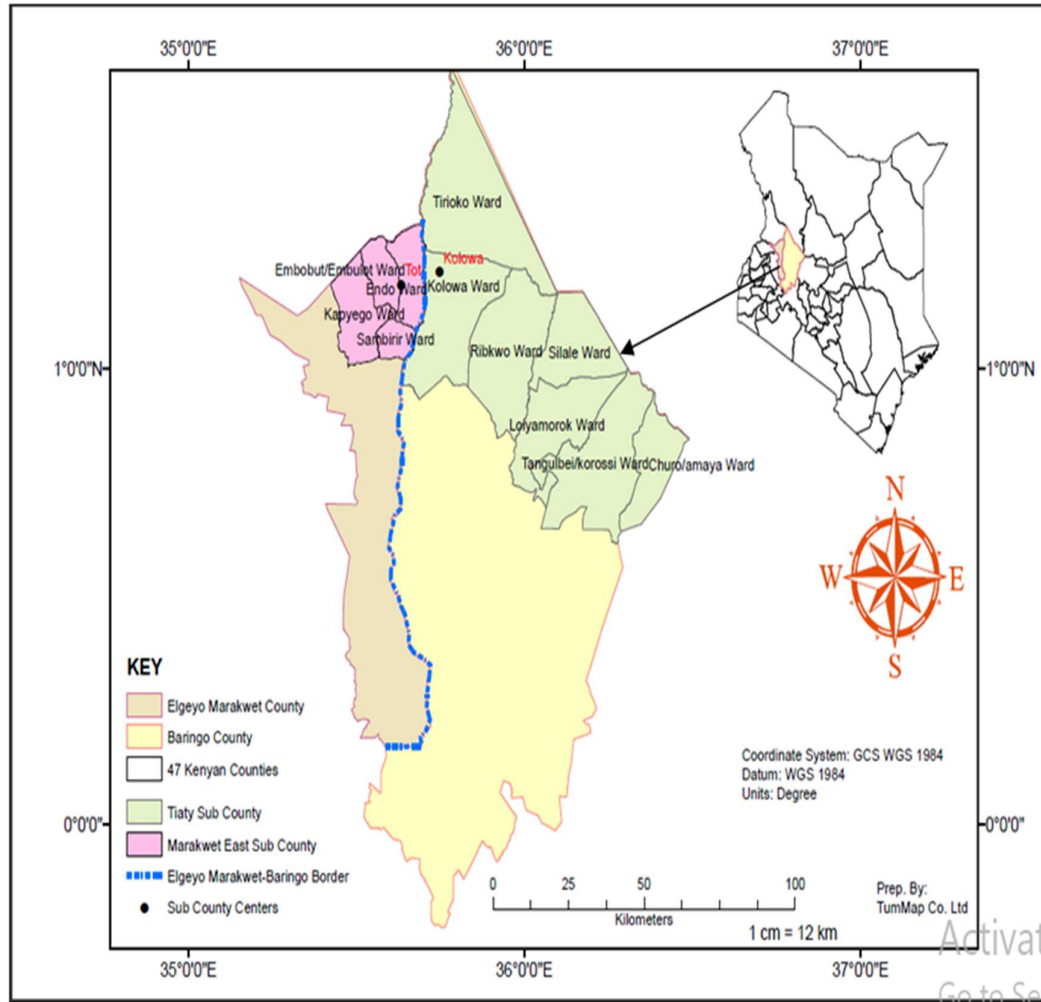 35°0'0"E
36°0'0"E
37°0'0"E
Tirioko Ward
Embobut/Embulot Ward
Tot
Kolowa
Endo Ward
Kolowa Ward
Kapyego Ward
Sambirir Ward
Ribkwo Ward
Silale Ward
1°0'0"N
1°0'0"N
Loiyamorok Ward
Tangulbei/korossi Ward
Churo/amaya Ward
N
W
E
S
KEY
Elgeyo Marakwet County
Baringo County
47 Kenyan Counties
Tiaty Sub County
Marakwet East Sub County
Elgeyo Marakwet-Baringo Border
Sub County Centers
Coordinate System: GCS WGS 1984
Datum: WGS 1984
Units: Degree
0°0'0"
0°0'0"
0 25 50 100
Kilometers
1 cm = 12 km
Prep. By:
TumMap Co. Ltd
Activat
Go to Se
35°0'0"E
36°0'0"E
37°0'0"E